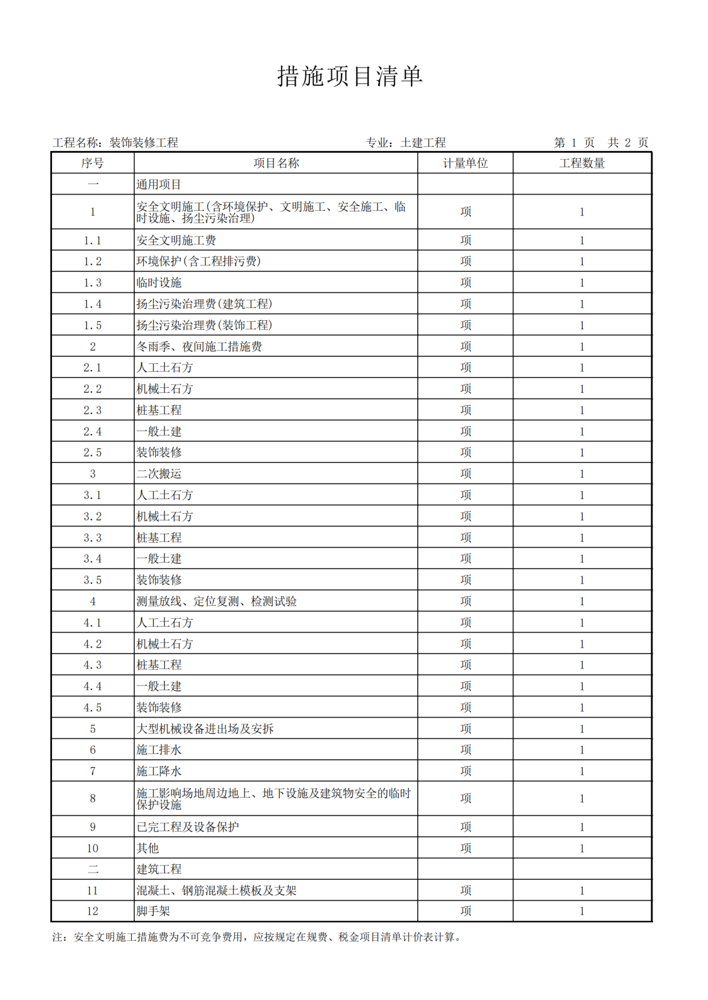 措施项目清单
工程名称：装饰装修工程 专业：土建工程 第 1 页 共 2 页
序号 项目名称 计量单位 工程数量
一 通用项目
1 安全文明施工(含环境保护、文明施工、安全施工、临
时设施、扬尘污染治理) 项 1
1.1 安全文明施工费 项 1
1.2 环境保护(含工程排污费) 项 1
1.3 临时设施 项 1
1.4 扬尘污染治理费(建筑工程) 项 1
1.5 扬尘污染治理费(装饰工程) 项 1
2 冬雨季、夜间施工措施费 项 1
2.1 人工土石方 项 1
2.2 机械土石方 项 1
2.3 桩基工程 项 1
2.4 一般土建 项 1
2.5 装饰装修 项 1
3 二次搬运 项 1
3.1 人工土石方 项 1
3.2 机械土石方 项 1
3.3 桩基工程 项 1
3.4 一般土建 项 1
3.5 装饰装修 项 1
4 测量放线、定位复测、检测试验 项 1
4.1 人工土石方 项 1
4.2 机械土石方 项 1
4.3 桩基工程 项 1
4.4 一般土建 项 1
4.5 装饰装修 项 1
5 大型机械设备进出场及安拆 项 1
6 施工排水 项 1
7 施工降水 项 1
8 施工影响场地周边地上、地下设施及建筑物安全的临时
保护设施 项 1
9 已完工程及设备保护 项 1
10 其他 项 1
二 建筑工程
11 混凝土、钢筋混凝土模板及支架 项 1
12 脚手架 项 1
注：安全文明施工措施费为不可竞争费用，应按规定在规费、税金项目清单计价表计算。